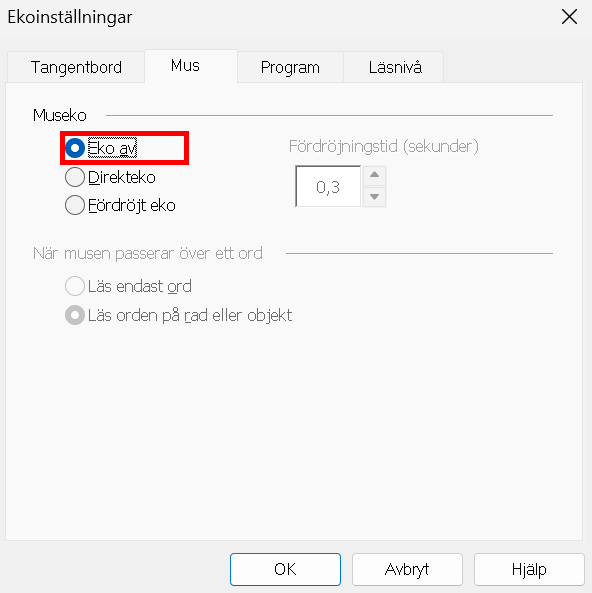 Ekoinställningar
Tangentbord Mus Program Läsnivå
Museko
Eko av Fördröjningstid (sekunder)
Direkteko 0,3
Fördröjt eko
När musen passerar över ett ord
Läs endast ord
Läs orden på rad eller objekt
OK Avbryt Hjälp